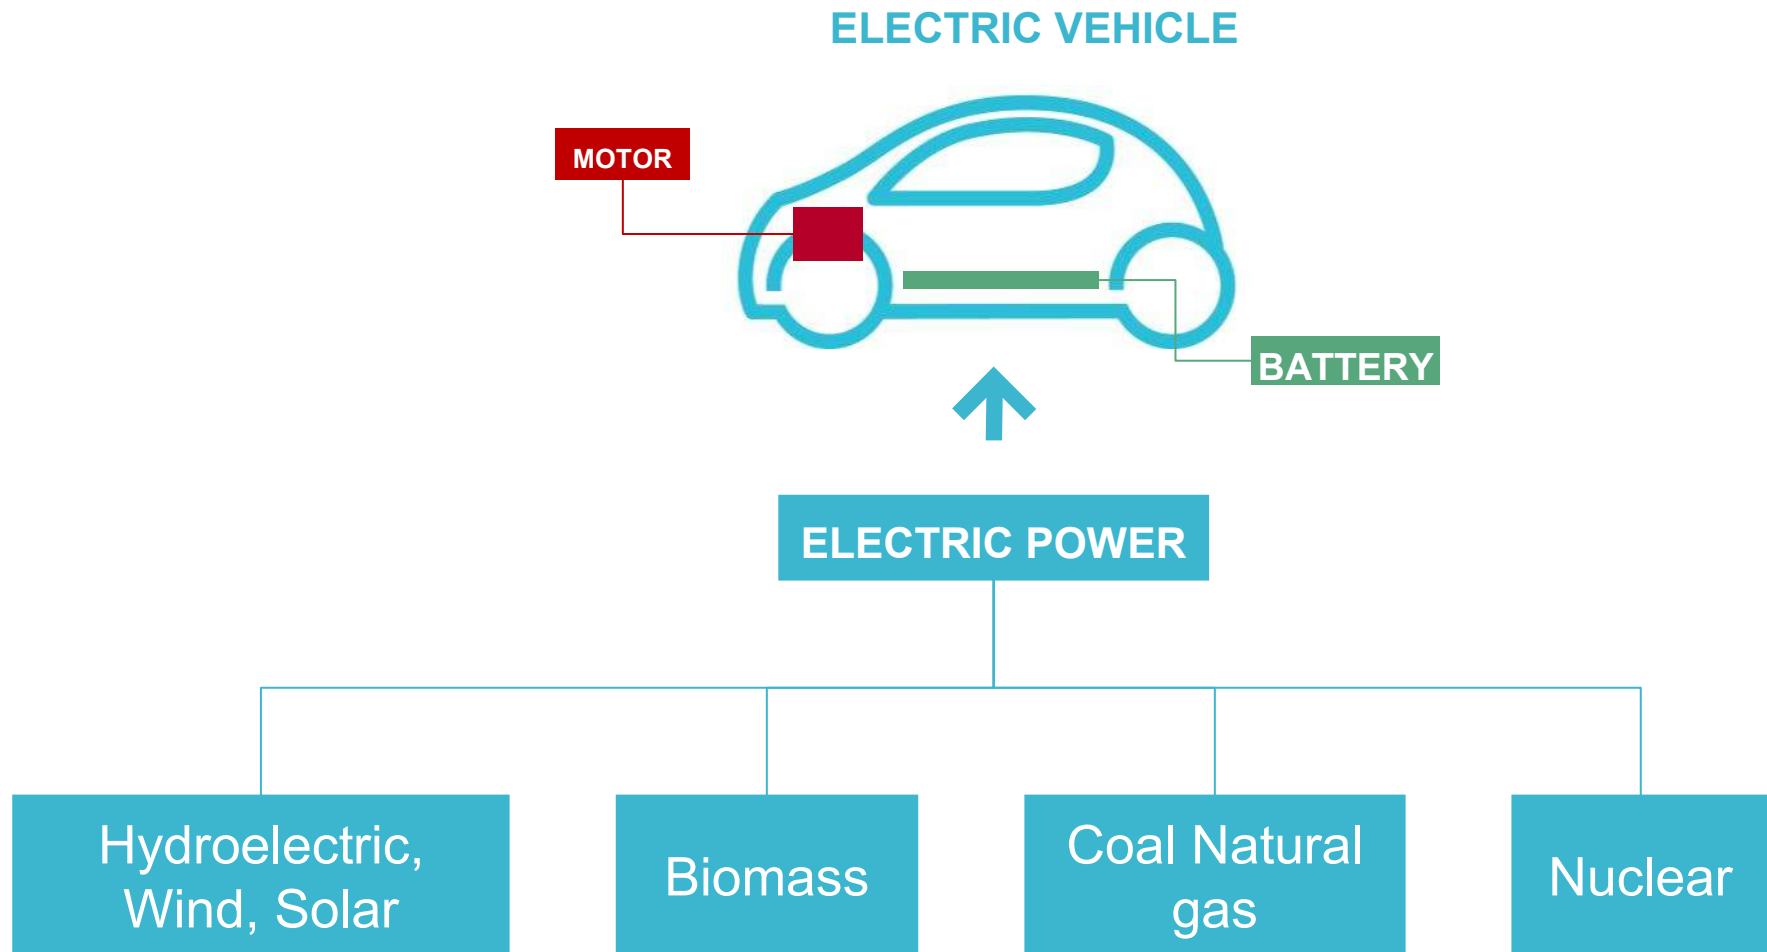 ELECTRIC VEHICLE
MOTOR
BATTERY
ELECTRIC POWER
Hydroelectric,
Wind, Solar
Biomass
Coal Natural
gas
Nuclear